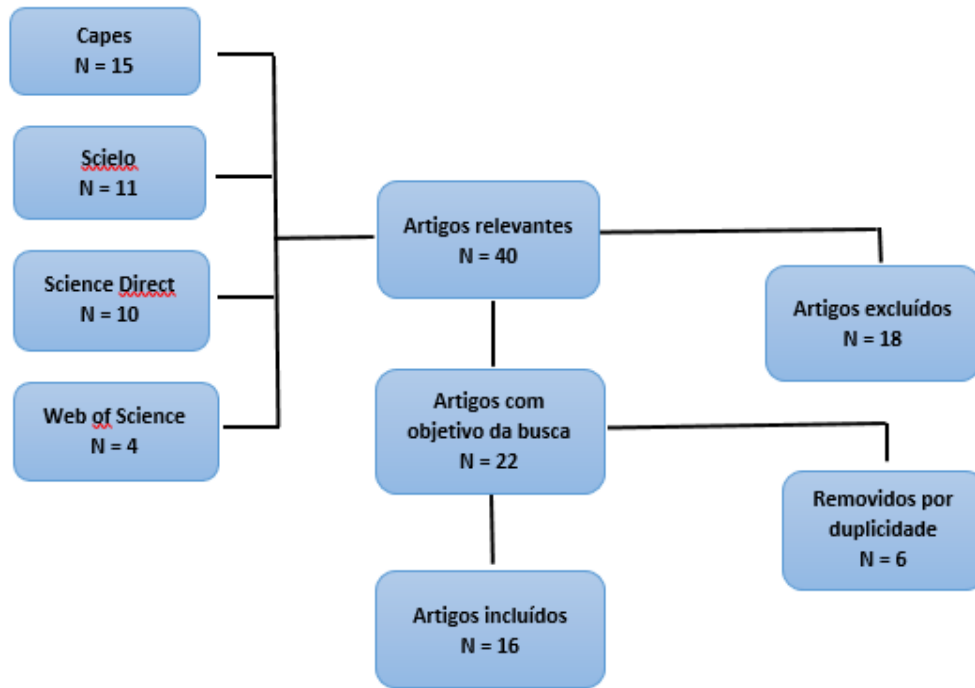 Capes
N = 15
Scielo
N = 11
Science Direct
N = 10
Web of Science
N = 4
Artigos relevantes
N = 40
Artigos excluídos
N = 18
Artigos com
objetivo da busca
N = 22
Removidos por
duplicidade
N = 6
Artigos incluídos
N = 16